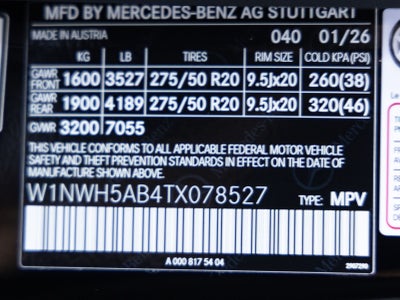 MFD BY MERCEDES-BENZ AG STUTTGART
MADE IN AUSTRIA 040 01/26
KG LB TIRES RIM SIZE COLD KPA(PSI)
GAWR FRONT 1600 3527 275/50 R20 9.5Jx20 260(38)
GAWR REAR 1900 4189 275/50 R20 9.5Jx20 320(46)
GVWR 3200 7055
THIS VEHICLE CONFORMS TO ALL APPLICABLE FEDERAL MOTOR VEHICLE
SAFETY AND THEFT PREVENTION STANDARDS IN EFFECT ON THE DATE OF
MANUFACTURE SHOWN ABOVE.
W1NWH5AB4TX078527 TYPE: MPV
A 000 817 54 04